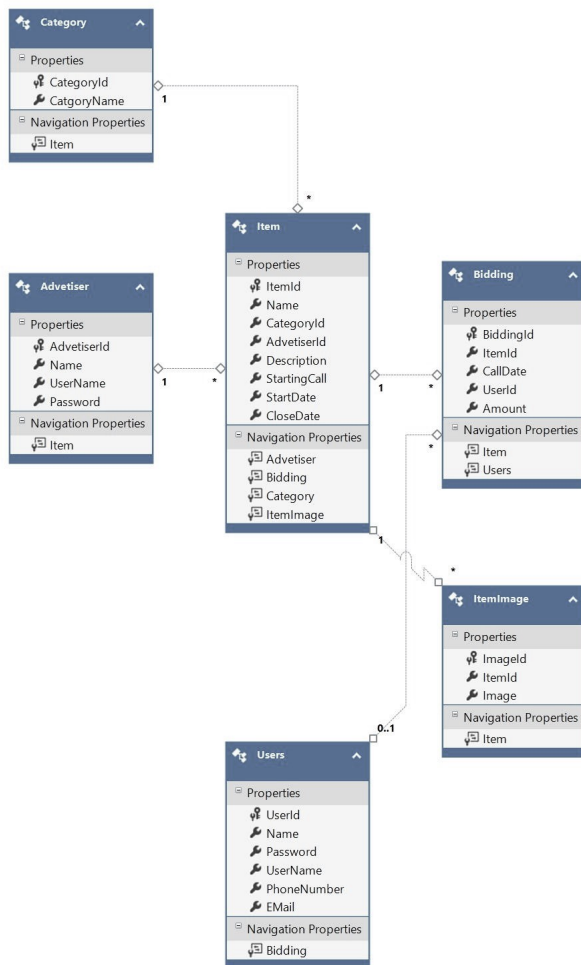 Category
Properties
CategoryId
CatgoryName
Navigation Properties
Item
1
*
Item
Properties
ItemId
Name
CategoryId
AdvetiserId
Description
StartingCall
StartDate
CloseDate
Navigation Properties
Advetiser
Bidding
Category
ItemImage
Advetiser
Properties
AdvetiserId
Name
UserName
Password
Navigation Properties
Item
1
*
Bidding
Properties
BiddingId
ItemId
CallDate
UserId
Amount
Navigation Properties
Item
Users
1
*
*
1
*
ItemImage
Properties
ImageId
ItemId
Image
Navigation Properties
Item
0..1
Users
Properties
UserId
Name
Password
UserName
PhoneNumber
EMail
Navigation Properties
Bidding